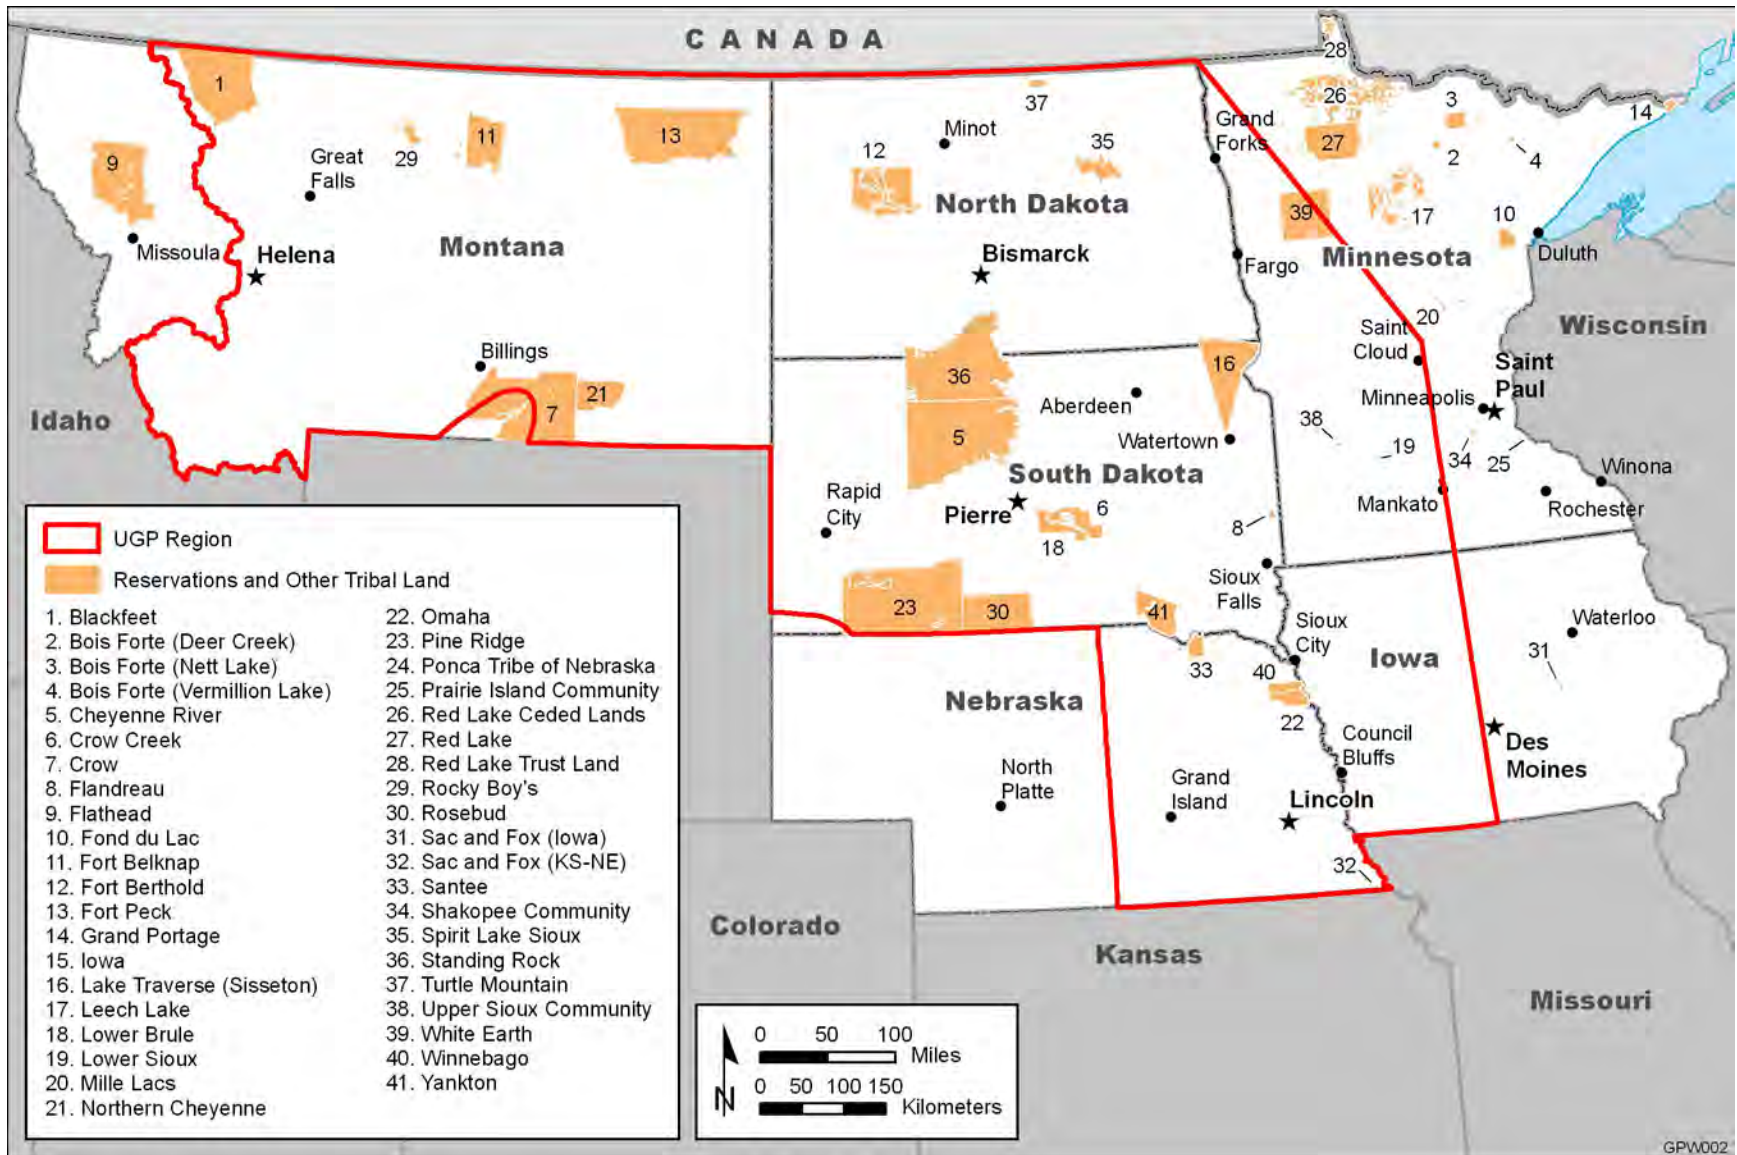 CANADA
28
1
26
3
14
37
Grand
Forks
Minot
11
13
27
2
4
29
12
35
9
Great
Falls
North Dakota
39
17
10
Missoula
Helena
Montana
Bismarck
Fargo
Minnesota
Duluth
20
Saint
Cloud
Wisconsin
Billings
16
Saint
Paul
36
21
Idaho
7
Aberdeen
Minneapolis
38
5
Watertown
19
34
25
South Dakota
Winona
Rapid
City
Pierre
6
Mankato
Rochester
18
8
Sioux
Falls
23
30
41
Sioux
City
Waterloo
31
33
40
Iowa
Nebraska
22
Council
Bluffs
Des
Moines
North
Platte
Grand
Island
Lincoln
32
Colorado
Kansas
Missouri
UGP Region
Reservations and Other Tribal Land
1. Blackfeet
2. Bois Forte (Deer Creek)
3. Bois Forte (Nett Lake)
4. Bois Forte (Vermillion Lake)
5. Cheyenne River
6. Crow Creek
7. Crow
8. Flandreau
9. Flathead
10. Fond du Lac
11. Fort Belknap
12. Fort Berthold
13. Fort Peck
14. Grand Portage
15. Iowa
16. Lake Traverse (Sisseton)
17. Leech Lake
18. Lower Brule
19. Lower Sioux
20. Mille Lacs
21. Northern Cheyenne
22. Omaha
23. Pine Ridge
24. Ponca Tribe of Nebraska
25. Prairie Island Community
26. Red Lake Ceded Lands
27. Red Lake
28. Red Lake Trust Land
29. Rocky Boy's
30. Rosebud
31. Sac and Fox (Iowa)
32. Sac and Fox (KS-NE)
33. Santee
34. Shakopee Community
35. Spirit Lake Sioux
36. Standing Rock
37. Turtle Mountain
38. Upper Sioux Community
39. White Earth
40. Winnebago
41. Yankton
0 50 100
Miles
0 50 100 150
Kilometers
N
GPW002